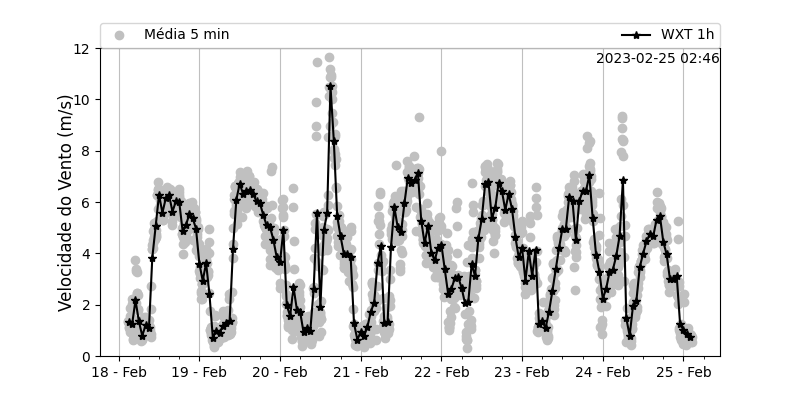 Média 5 min
WXT 1h
2023-02-25 02:46
Velocidade do Vento (m/s)
12
10
8
6
4
2
0
18 - Feb 19 - Feb 20 - Feb 21 - Feb 22 - Feb 23 - Feb 24 - Feb 25 - Feb